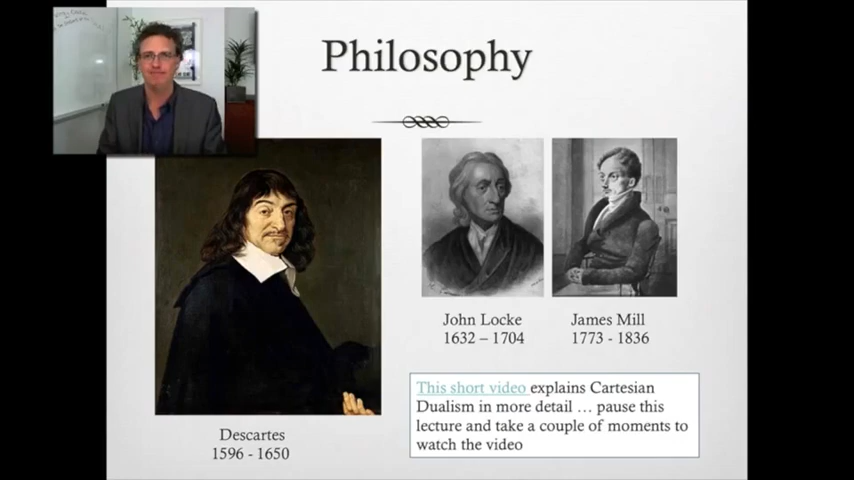 Philosophy
John Locke
1632 – 1704
James Mill
1773 - 1836
This short video explains Cartesian
Dualism in more detail … pause this
lecture and take a couple of moments to
watch the video
Descartes
1596 - 1650